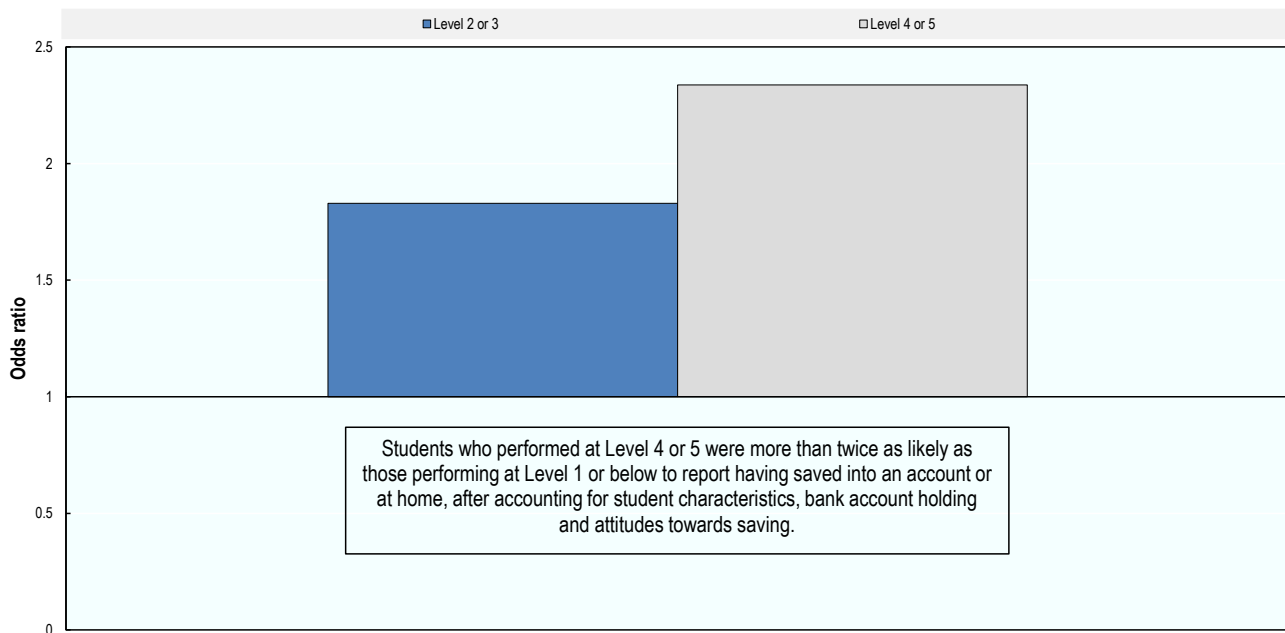 Level 2 or 3
Level 4 or 5
2.5
2
1.5
1
0.5
0
Odds ratio
Students who performed at Level 4 or 5 were more than twice as likely as
those performing at Level 1 or below to report having saved into an account or
at home, after accounting for student characteristics, bank account holding
and attitudes towards saving.